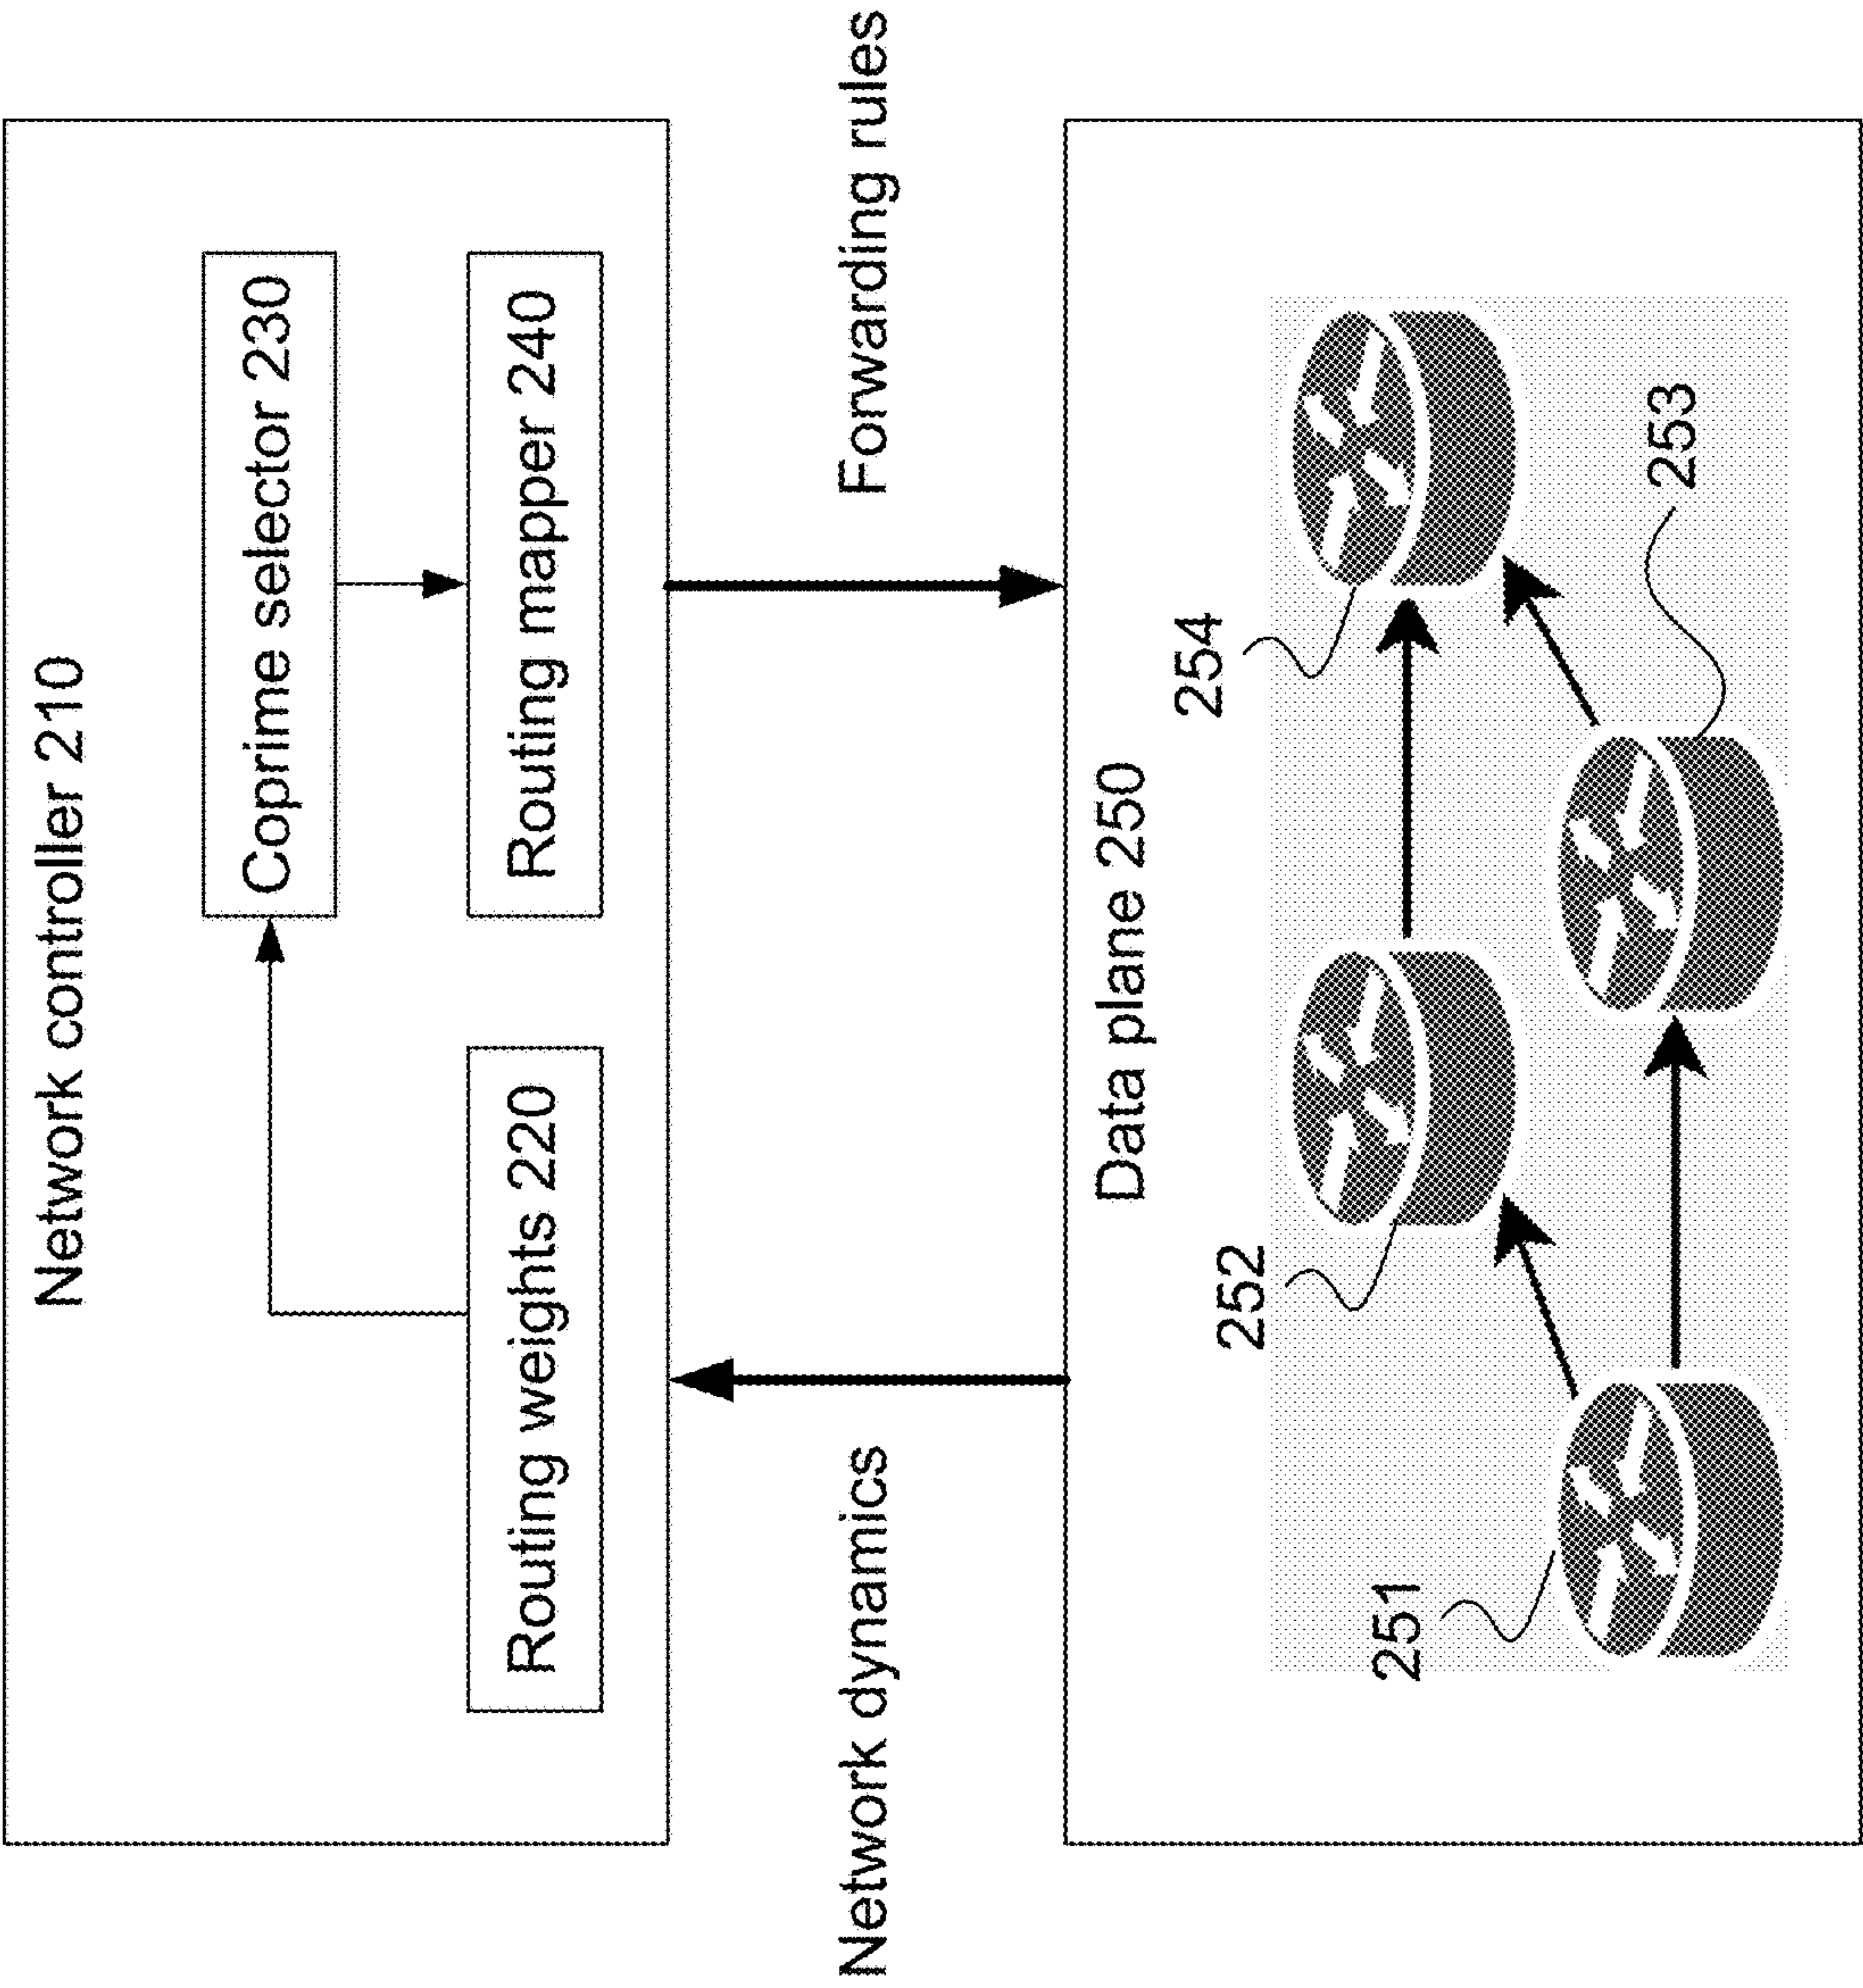 Network controller 210
Coprime selector 230
Routing weights 220
Routing mapper 240
Network dynamics
Forwarding rules
Data plane 250
254
252
251
253